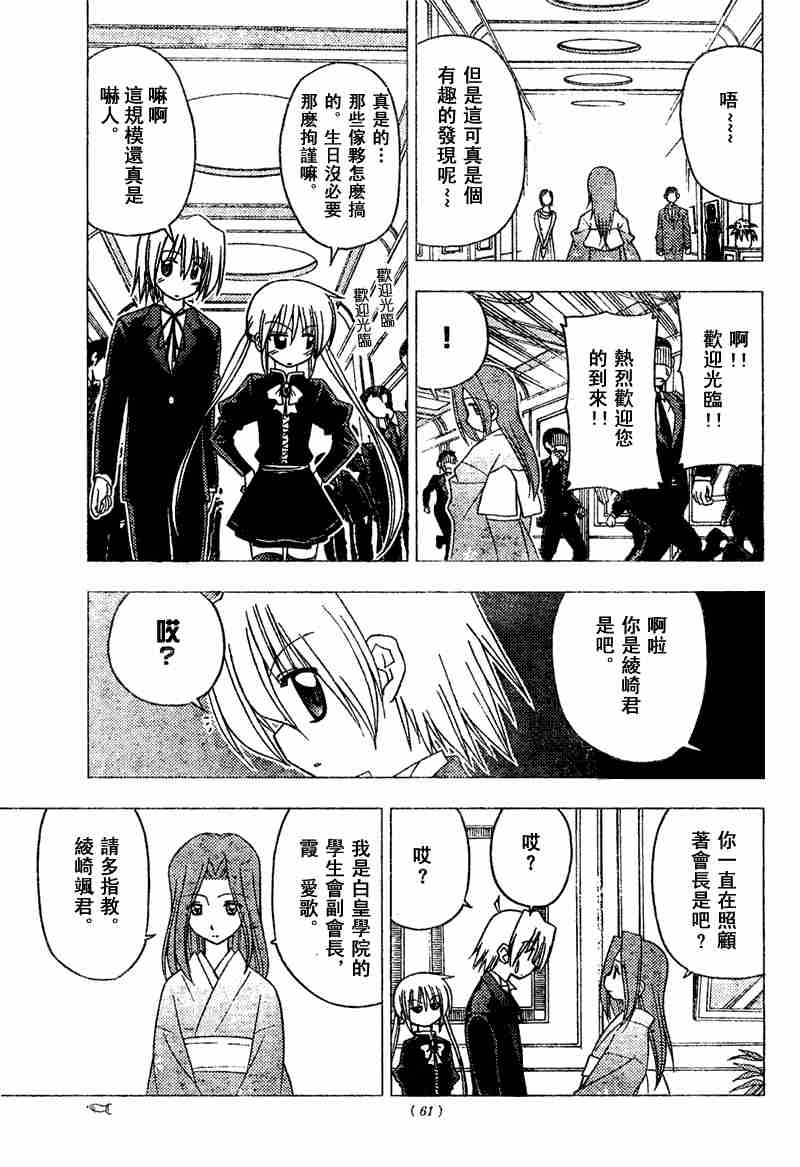 唔~~~
但是這可真是個
有趣的發現呢~
啊!!
歡迎光臨!!
熱烈歡迎您
的到來!!
!
真是的…
那些傢夥怎麽搞
的。生日沒必要
那麽拘謹嘛。
歡迎光臨
歡迎光臨
嘛啊
這規模還真是
嚇人。
啊啦
你是綾崎君
是吧。
哎?
你一直在照顧
著會長是吧?
哎?
哎?
我是白皇學院的
學生會副會長,
霞 愛歌。
請多指教。
綾崎颯君。
(61)